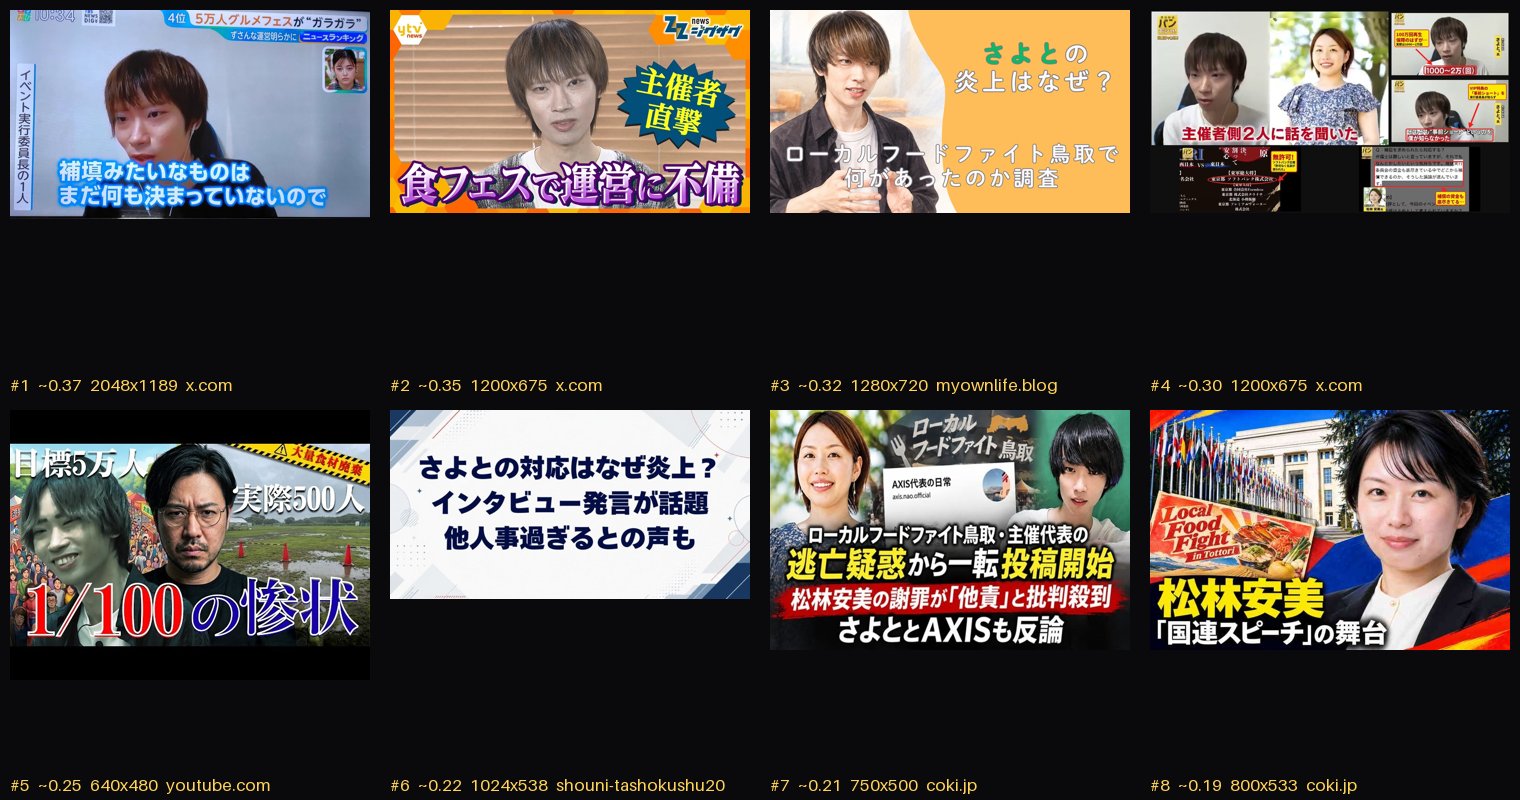 10:34
4位 5万人グルメフェスが“ガラガラ”
ずさんな運営明らかに ニュースランキング
イベント実行委員長の1人
補填みたいなものは
まだ何も決まっていないので
#1 ~0.37 2048x1189 x.com
ytv
news
news
ジグザグ
主催者
直撃
食フェスで運営に不備
#2 ~0.35 1200x675 x.com
さよとの
炎上はなぜ？
ローカルフードファイト鳥取で
何があったのか調査
#3 ~0.32 1280x720 myownlife.blog
主催者側2人に話を聞いた
1000〜2万(回)
無許可!
#4 ~0.30 1200x675 x.com
目標5万人
大量食材廃棄
実際500人
1/100の惨状
#5 ~0.25 640x480 youtube.com
さよとの対応はなぜ炎上？
インタビュー発言が話題
他人事過ぎるとの声も
#6 ~0.22 1024x538 shouni-tashokushu20
ローカル
フードファイト鳥取
AXIS代表の日常
axis.nao.official
ローカルフードファイト鳥取・主催代表の
逃亡疑惑から一転投稿開始
松林安美の謝罪が「他責」と批判殺到
さよととAXISも反論
#7 ~0.21 750x500 coki.jp
Local
Food
Fight
in Tottori
松林安美
「国連スピーチ」の舞台
#8 ~0.19 800x533 coki.jp